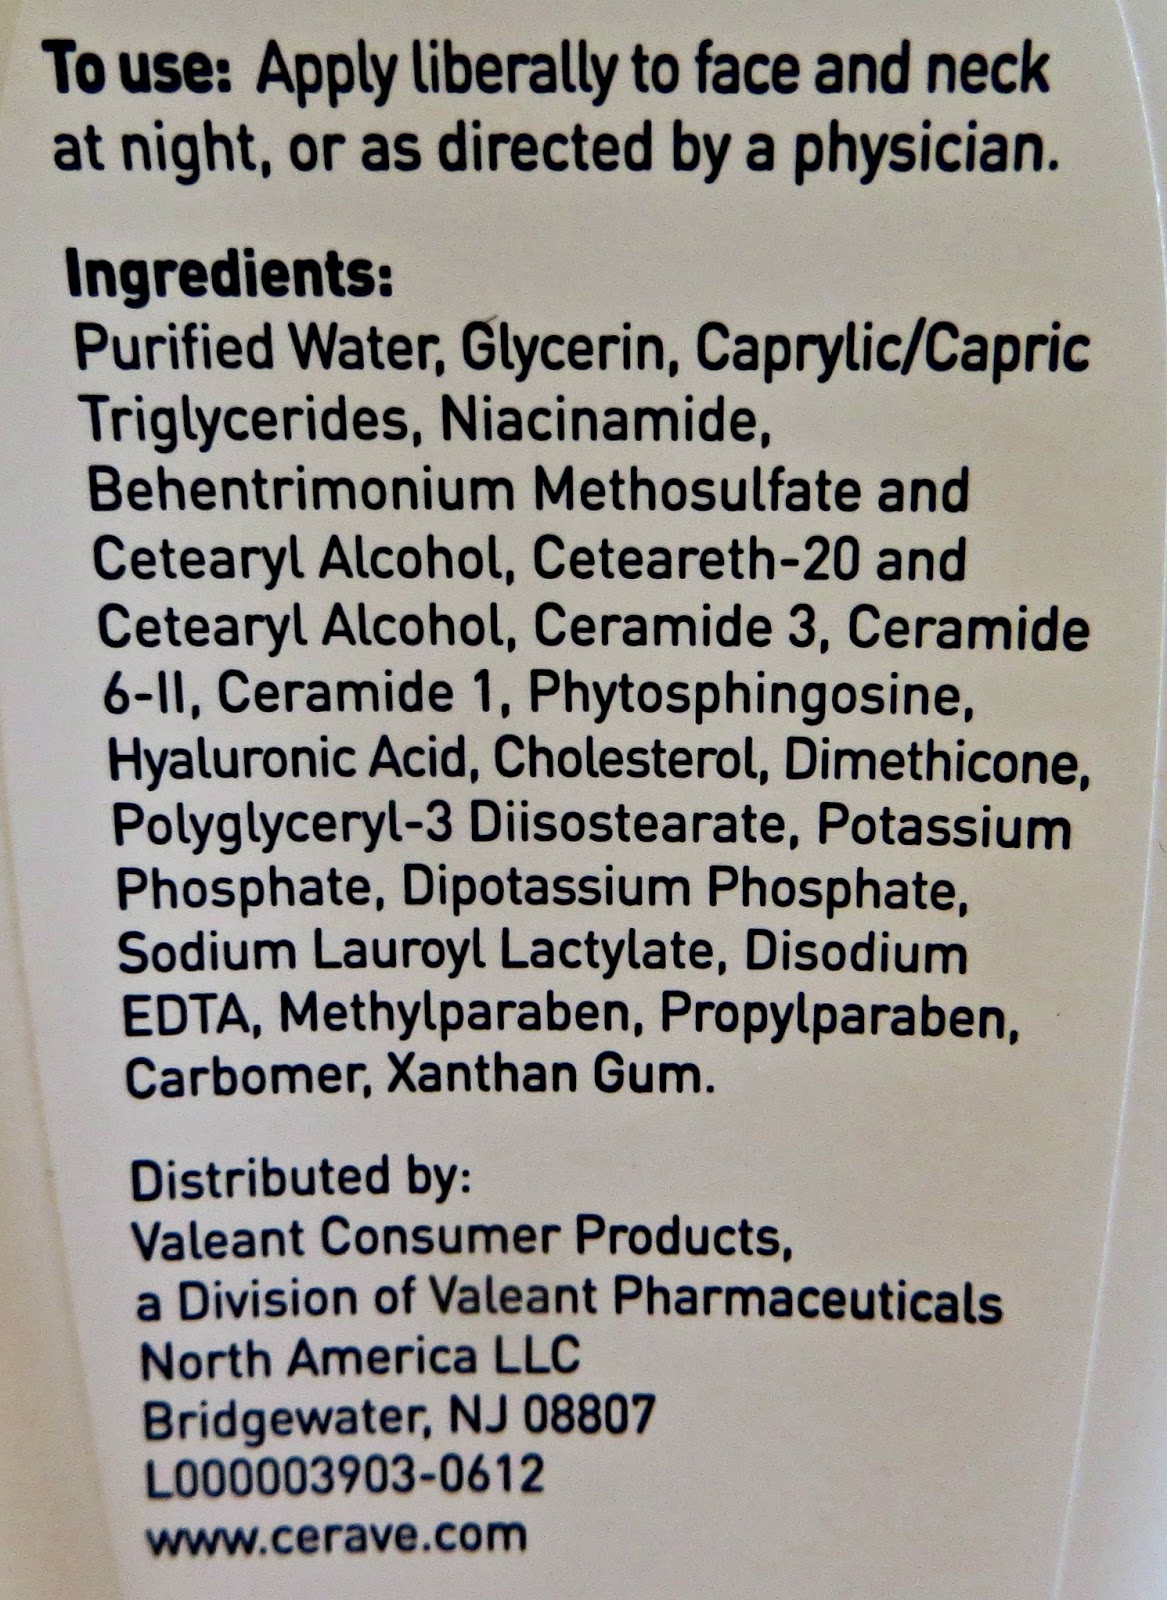 To use: Apply liberally to face and neck
at night, or as directed by a physician.
Ingredients:
Purified Water, Glycerin, Caprylic/Capric
Triglycerides, Niacinamide,
Behentrimonium Methosulfate and
Cetearyl Alcohol, Ceteareth-20 and
Cetearyl Alcohol, Ceramide 3, Ceramide
6-II, Ceramide 1, Phytosphingosine,
Hyaluronic Acid, Cholesterol, Dimethicone,
Polyglyceryl-3 Diisostearate, Potassium
Phosphate, Dipotassium Phosphate,
Sodium Lauroyl Lactylate, Disodium
EDTA, Methylparaben, Propylparaben,
Carbomer, Xanthan Gum.
Distributed by:
Valeant Consumer Products,
a Division of Valeant Pharmaceuticals
North America LLC
Bridgewater, NJ 08807
L000003903-0612
www.cerave.com